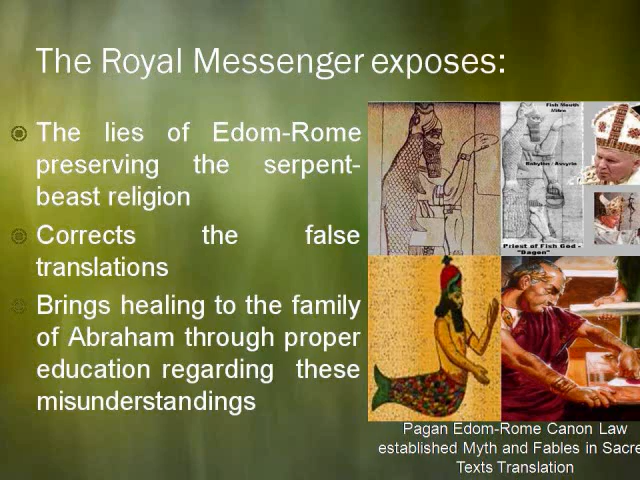 The Royal Messenger exposes:
The lies of Edom-Rome
preserving the serpent-
beast religion
Corrects the false
translations
Brings healing to the family
of Abraham through proper
education regarding these
misunderstandings
Fish Mouth
Mitre
Babylon / Assyria
Priest of Fish God -
"Dagon"
Pagan Edom-Rome Canon Law
established Myth and Fables in Sacre
Texts Translation